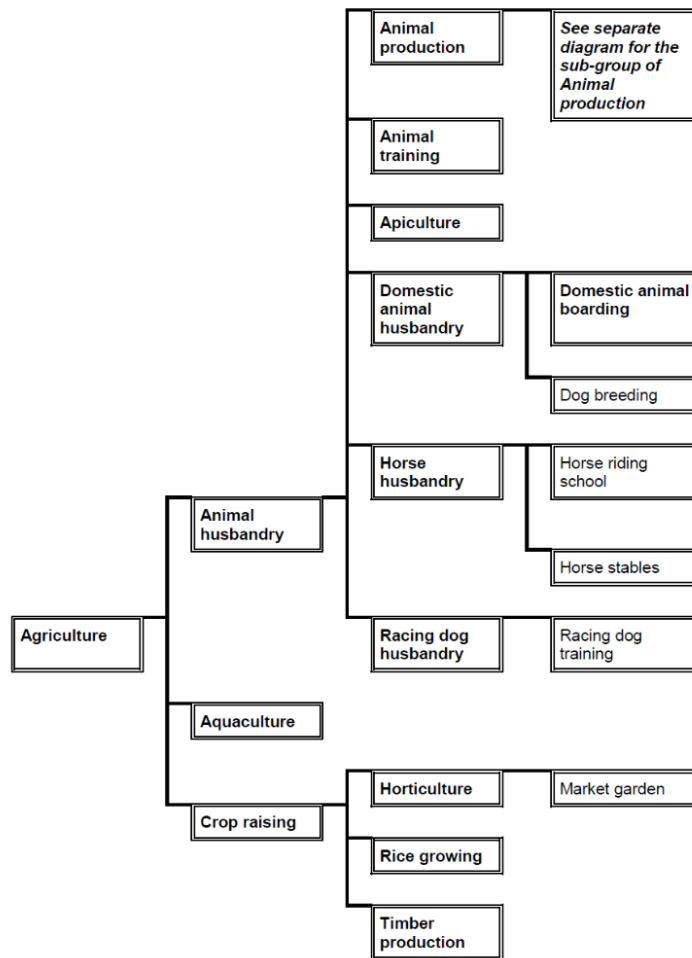 Animal
production
See separate
diagram for the
sub-group of
Animal
production
Animal
training
Apiculture
Domestic
animal
husbandry
Domestic animal
boarding
Dog breeding
Horse
husbandry
Horse riding
school
Animal
husbandry
Horse stables
Agriculture
Racing dog
husbandry
Racing dog
training
Aquaculture
Horticulture
Market garden
Crop raising
Rice growing
Timber
production